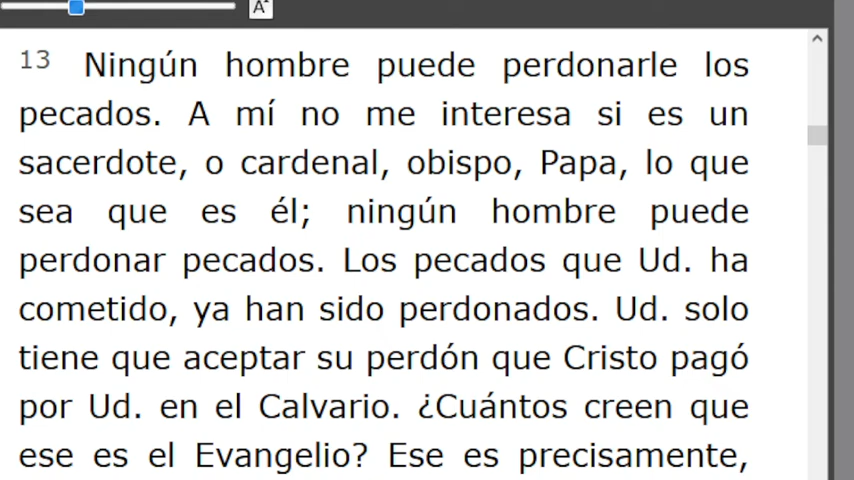 A
13 Ningún hombre puede perdonarle los
pecados. A mí no me interesa si es un
sacerdote, o cardenal, obispo, Papa, lo que
sea que es él; ningún hombre puede
perdonar pecados. Los pecados que Ud. ha
cometido, ya han sido perdonados. Ud. solo
tiene que aceptar su perdón que Cristo pagó
por Ud. en el Calvario. ¿Cuántos creen que
ese es el Evangelio? Ese es precisamente,